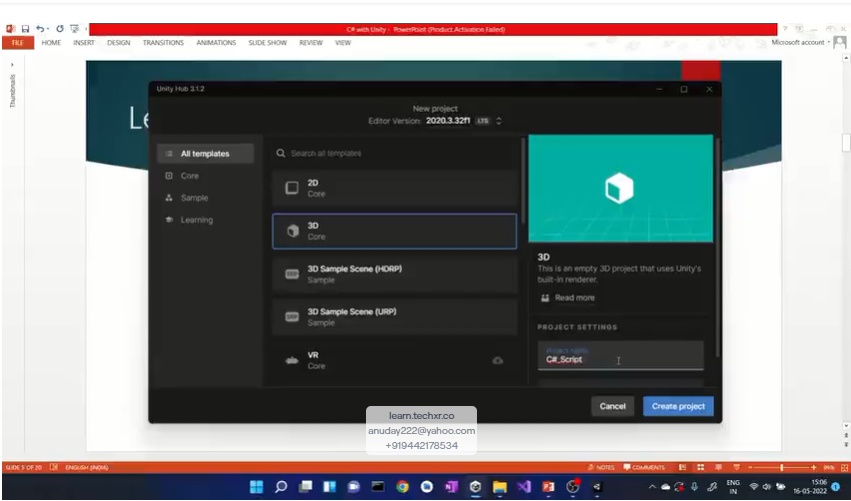 C# with Unity - PowerPoint (Product Activation Failed)
FILE HOME INSERT DESIGN TRANSITIONS ANIMATIONS SLIDE SHOW REVIEW VIEW
Microsoft account
Thumbnails
Le
Unity Hub 3.1.2
New project
Editor Version: 2020.3.32f1 LTS
All templates
Core
Sample
Learning
Search all templates
2D
Core
3D
Core
3D Sample Scene (HDRP)
Sample
3D Sample Scene (URP)
Sample
VR
Core
3D
This is an empty 3D project that uses Unity's
built-in renderer.
Read more
PROJECT SETTINGS
C#_Script
Cancel
Create project
learn.techxr.co
anuday222@yahoo.com
+919442178534
SLIDE 5 OF 20
ENGLISH (INDIA)
NOTES
COMMENTS
99%
ENG
IN
15:06
16-05-2022